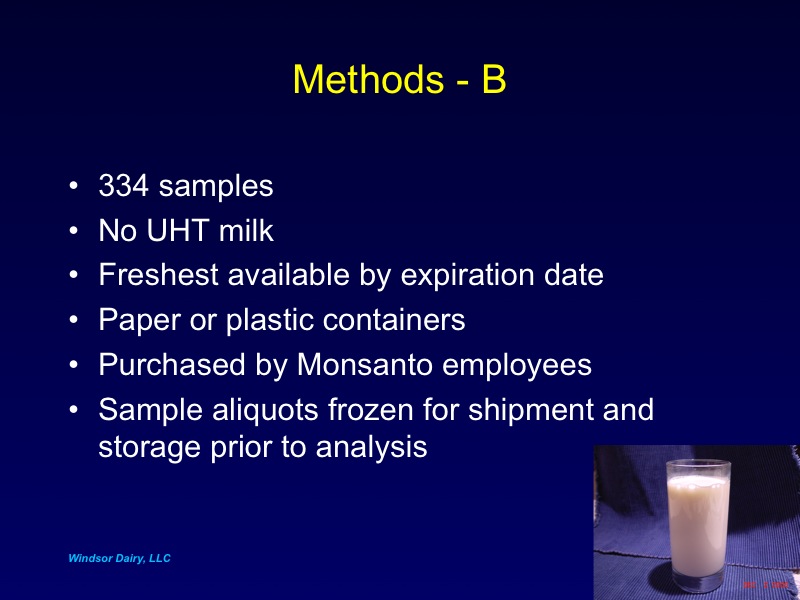 Methods - B
• 334 samples
• No UHT milk
• Freshest available by expiration date
• Paper or plastic containers
• Purchased by Monsanto employees
• Sample aliquots frozen for shipment and
storage prior to analysis
Windsor Dairy, LLC